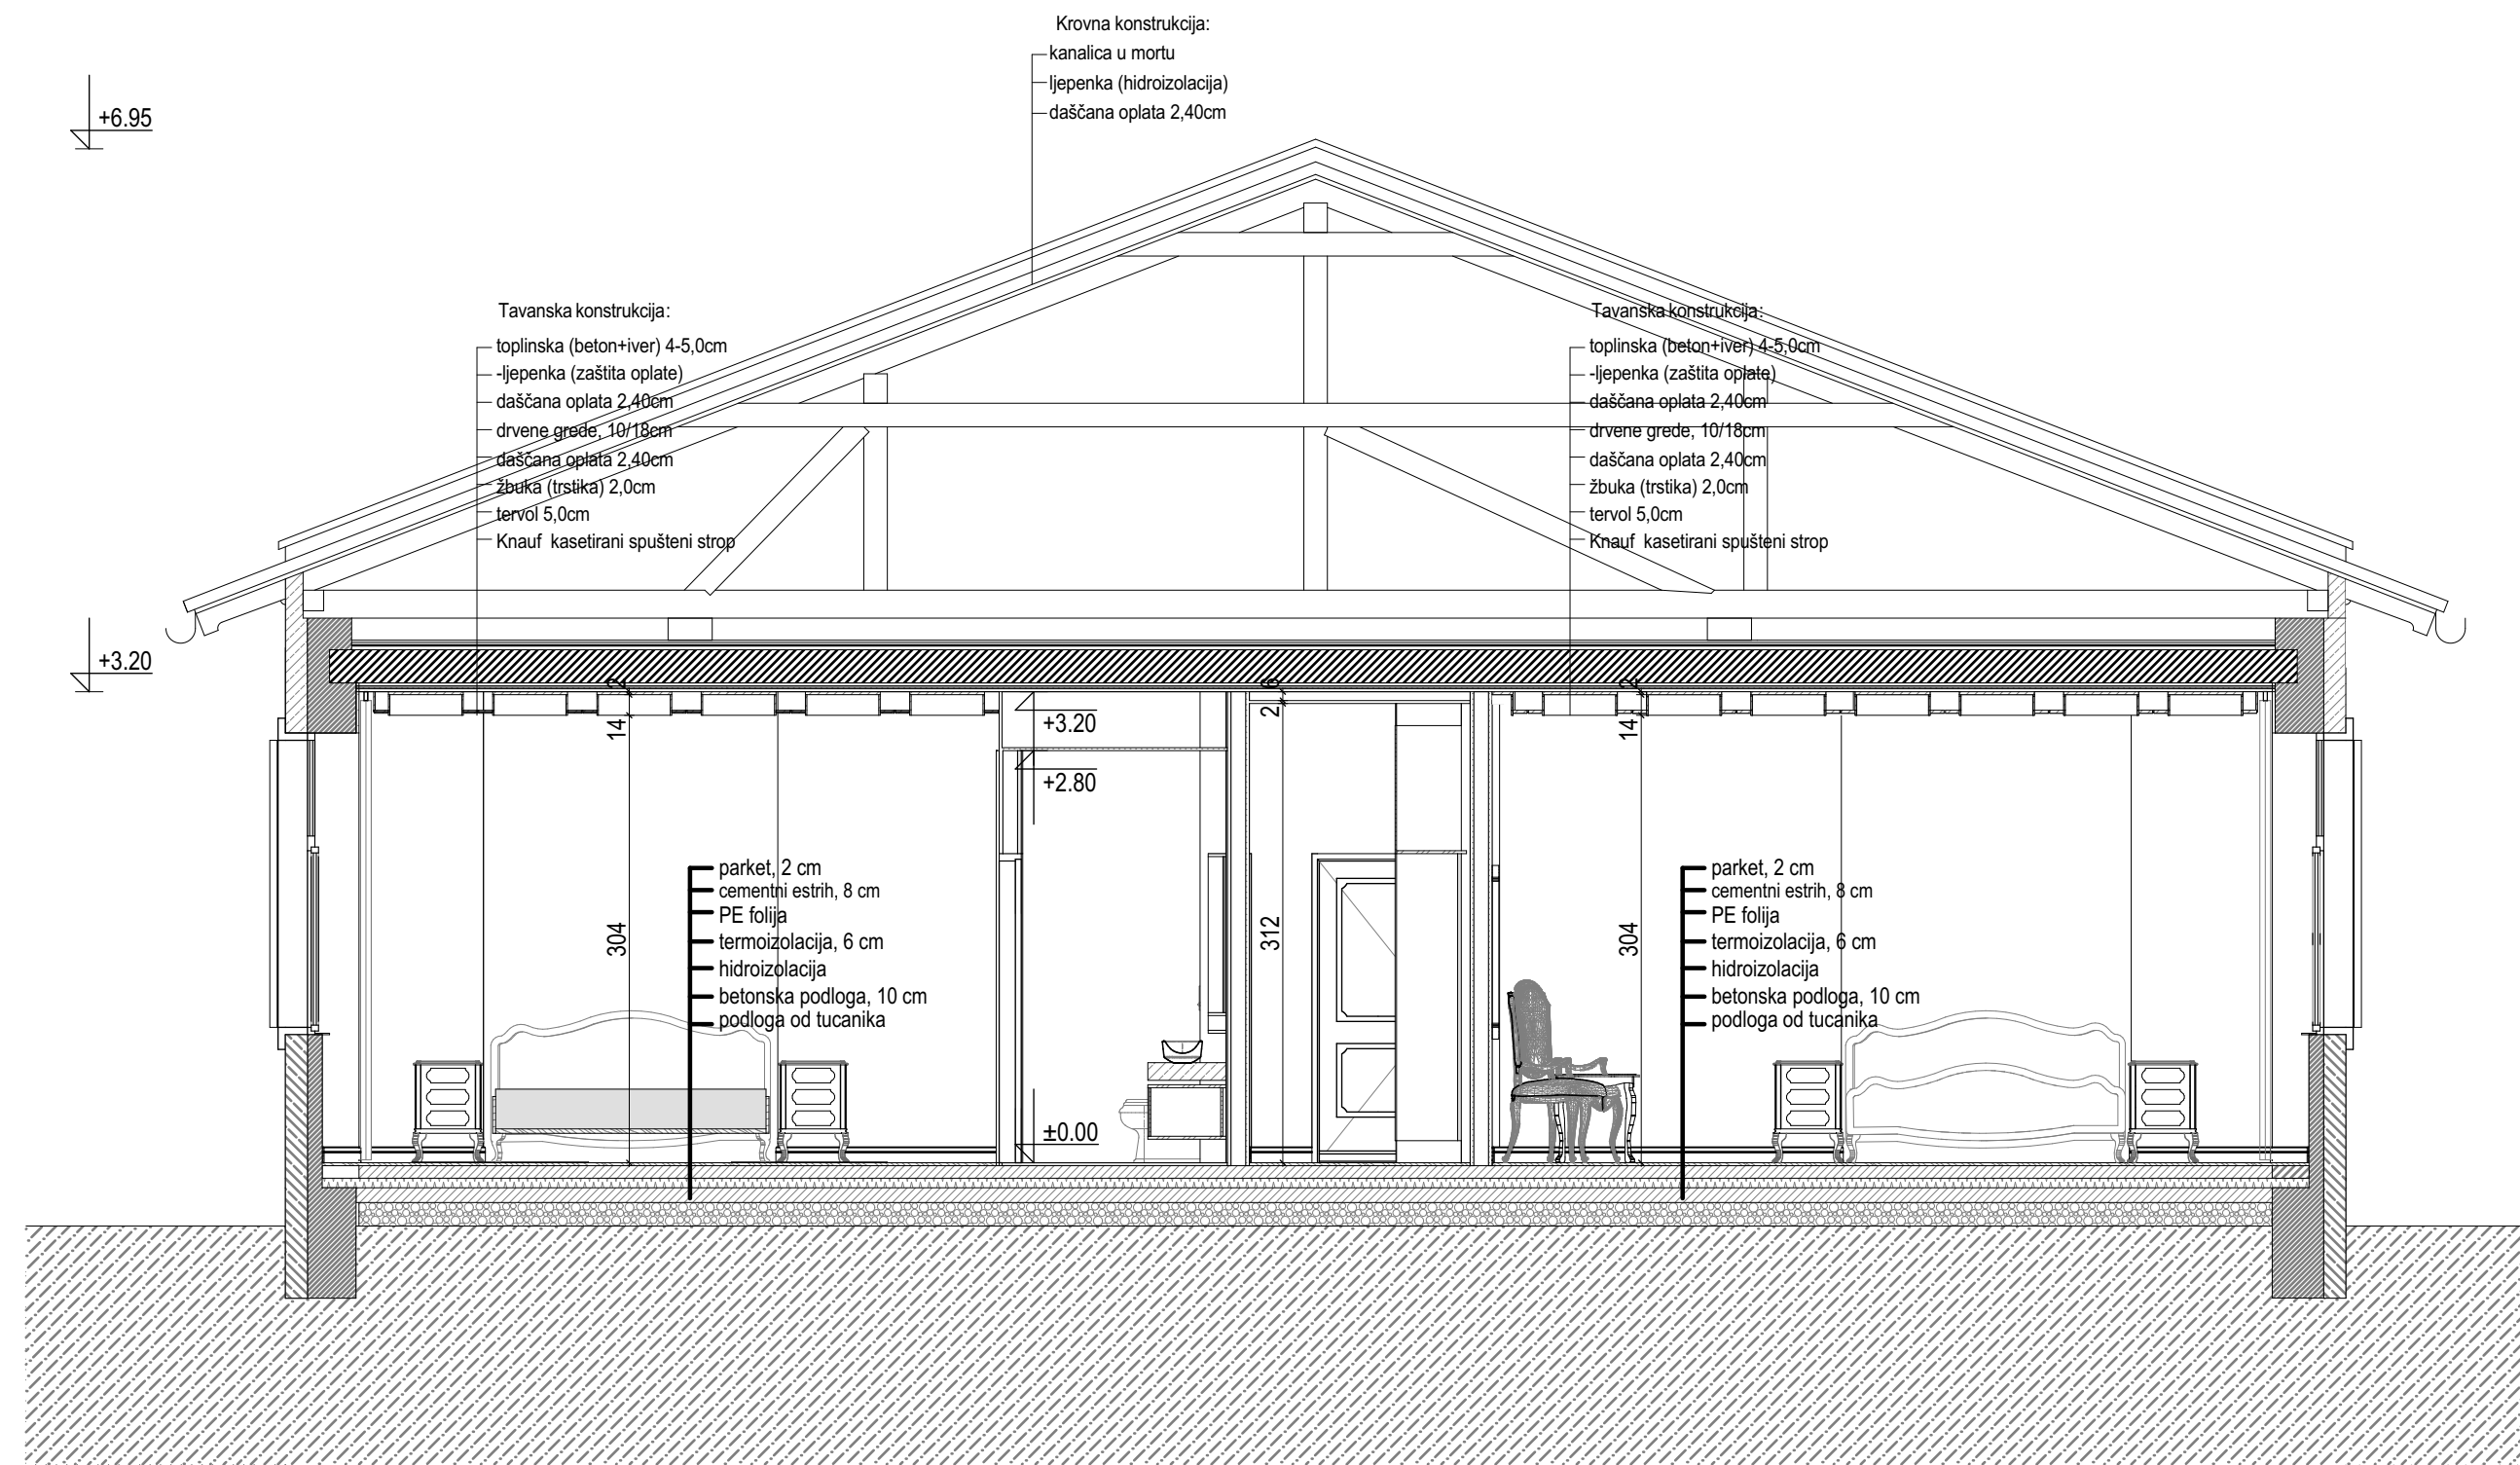 Krovna konstrukcija:
kanalica u mortu
ljepenka (hidroizolacija)
daščana oplata 2,40cm
+6.95
Tavanska konstrukcija:
toplinska (beton+iver) 4-5,0cm
-ljepenka (zaštita oplate)
daščana oplata 2,40cm
drvene grede, 10/18cm
daščana oplata 2,40cm
žbuka (trstika) 2,0cm
tervol 5,0cm
Knauf kasetirani spušteni strop
Tavanska konstrukcija:
toplinska (beton+iver) 4-5,0cm
-ljepenka (zaštita oplate)
daščana oplata 2,40cm
drvene grede, 10/18cm
daščana oplata 2,40cm
žbuka (trstika) 2,0cm
tervol 5,0cm
Knauf kasetirani spušteni strop
+3.20
2
14
304
+3.20
+2.80
±0.00
6
2
312
2
14
304
parket, 2 cm
cementni estrih, 8 cm
PE folija
termoizolacija, 6 cm
hidroizolacija
betonska podloga, 10 cm
podloga od tucanika
parket, 2 cm
cementni estrih, 8 cm
PE folija
termoizolacija, 6 cm
hidroizolacija
betonska podloga, 10 cm
podloga od tucanika